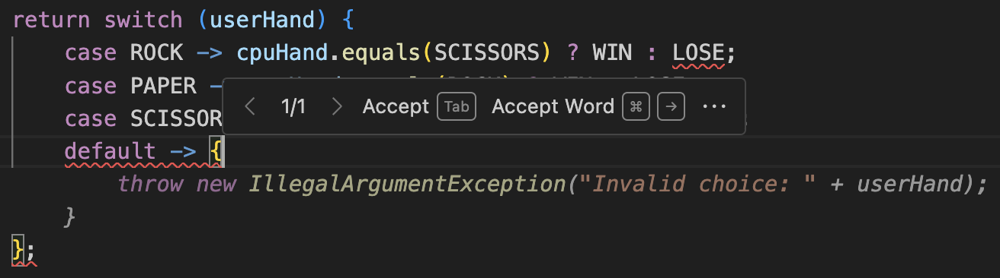 return switch (userHand) {
case ROCK -> cpuHand.equals(SCISSORS) ? WIN : LOSE;
case PAPER
1/1 Accept Tab Accept Word ⌘ → ···
case SCISSOR
default -> {
throw new IllegalArgumentException("Invalid choice: " + userHand);
}
};